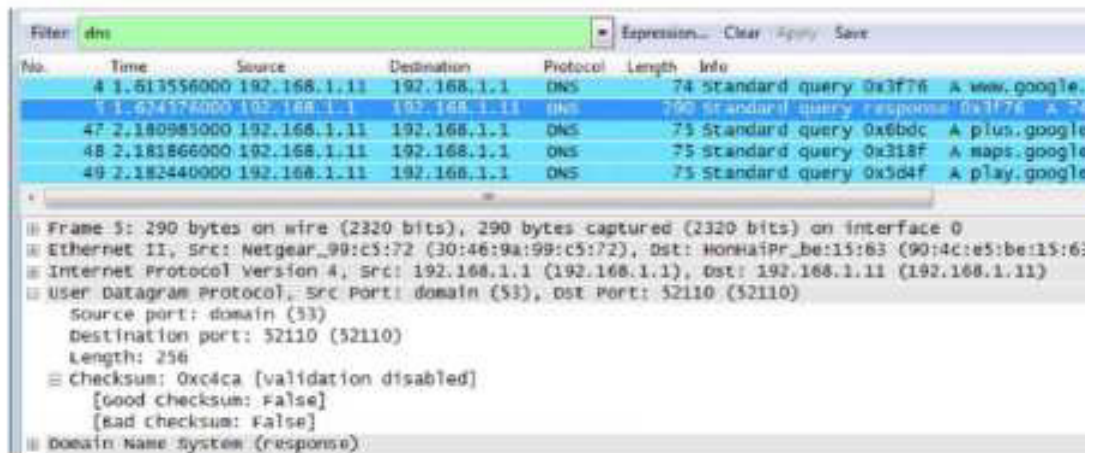 Filter: dns Expression... Clear Apply Save
No. Time Source Destination Protocol Length Info
4 1.613556000 192.168.1.11 192.168.1.1 DNS 74 Standard query 0x3f76 A www.google.
5 1.624376000 192.168.1.1 192.168.1.11 DNS 290 Standard query response 0x3f76 A 7
47 2.180985000 192.168.1.11 192.168.1.1 DNS 75 Standard query 0x6bdc A plus.google
48 2.181866000 192.168.1.11 192.168.1.1 DNS 75 Standard query 0x318f A maps.google
49 2.182440000 192.168.1.11 192.168.1.1 DNS 75 Standard query 0x5d4f A play.google
Frame 5: 290 bytes on wire (2320 bits), 290 bytes captured (2320 bits) on interface 0
Ethernet II, Src: Netgear_99:c5:72 (30:46:9a:99:c5:72), Dst: HonHaiPr_be:15:63 (90:4c:e5:be:15:63
Internet Protocol Version 4, Src: 192.168.1.1 (192.168.1.1), Dst: 192.168.1.11 (192.168.1.11)
User Datagram Protocol, Src Port: domain (53), Dst Port: 52110 (52110)
Source port: domain (53)
Destination port: 52110 (52110)
Length: 256
Checksum: 0xc4ca [validation disabled]
[Good Checksum: False]
[Bad Checksum: False]
Domain Name System (response)